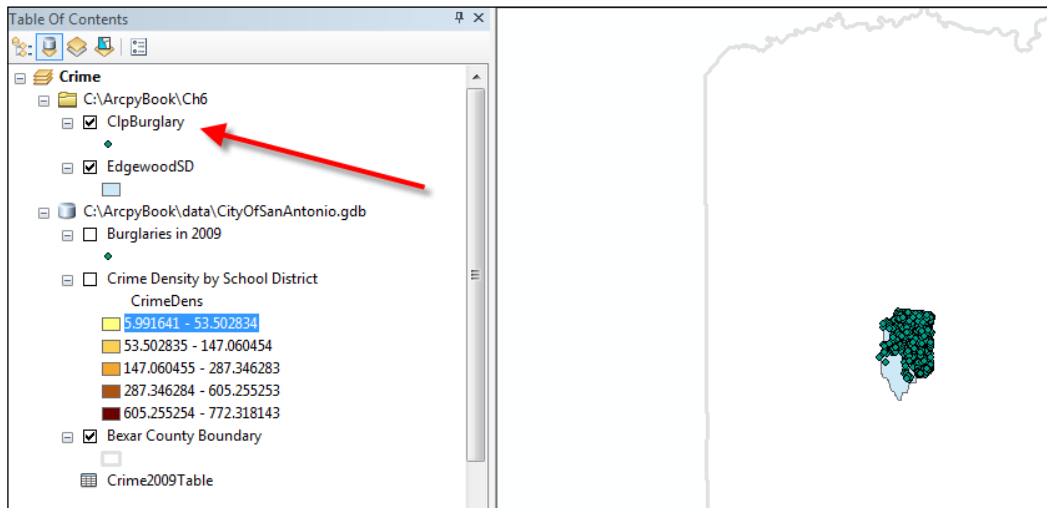 Table Of Contents
Crime
C:\ArcpyBook\Ch6
ClpBurglary
EdgewoodSD
C:\ArcpyBook\data\CityOfSanAntonio.gdb
Burglaries in 2009
Crime Density by School District
CrimeDens
5.991641 - 53.502834
53.502835 - 147.060454
147.060455 - 287.346283
287.346284 - 605.255253
605.255254 - 772.318143
Bexar County Boundary
Crime2009Table